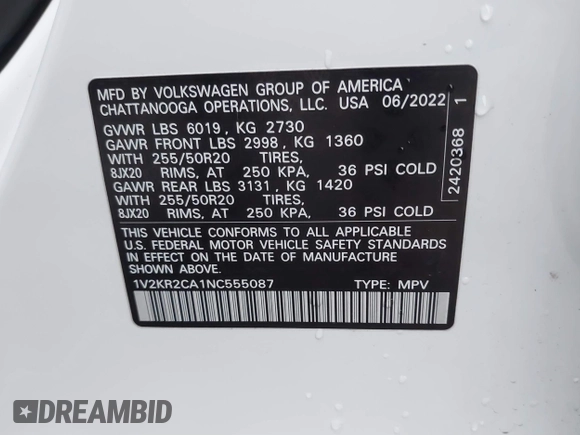 MFD BY VOLKSWAGEN GROUP OF AMERICA
CHATTANOOGA OPERATIONS, LLC. USA 06/2022
GVWR LBS 6019, KG 2730
GAWR FRONT LBS 2998, KG 1360
WITH 255/50R20 TIRES,
8JX20 RIMS, AT 250 KPA, 36 PSI COLD
GAWR REAR LBS 3131, KG 1420
WITH 255/50R20 TIRES,
8JX20 RIMS, AT 250 KPA, 36 PSI COLD
THIS VEHICLE CONFORMS TO ALL APPLICABLE
U.S. FEDERAL MOTOR VEHICLE SAFETY STANDARDS
IN EFFECT ON THE DATE OF MANUFACTURE
SHOWN ABOVE.
1V2KR2CA1NC555087 TYPE: MPV
2420368 1
DREAMBID